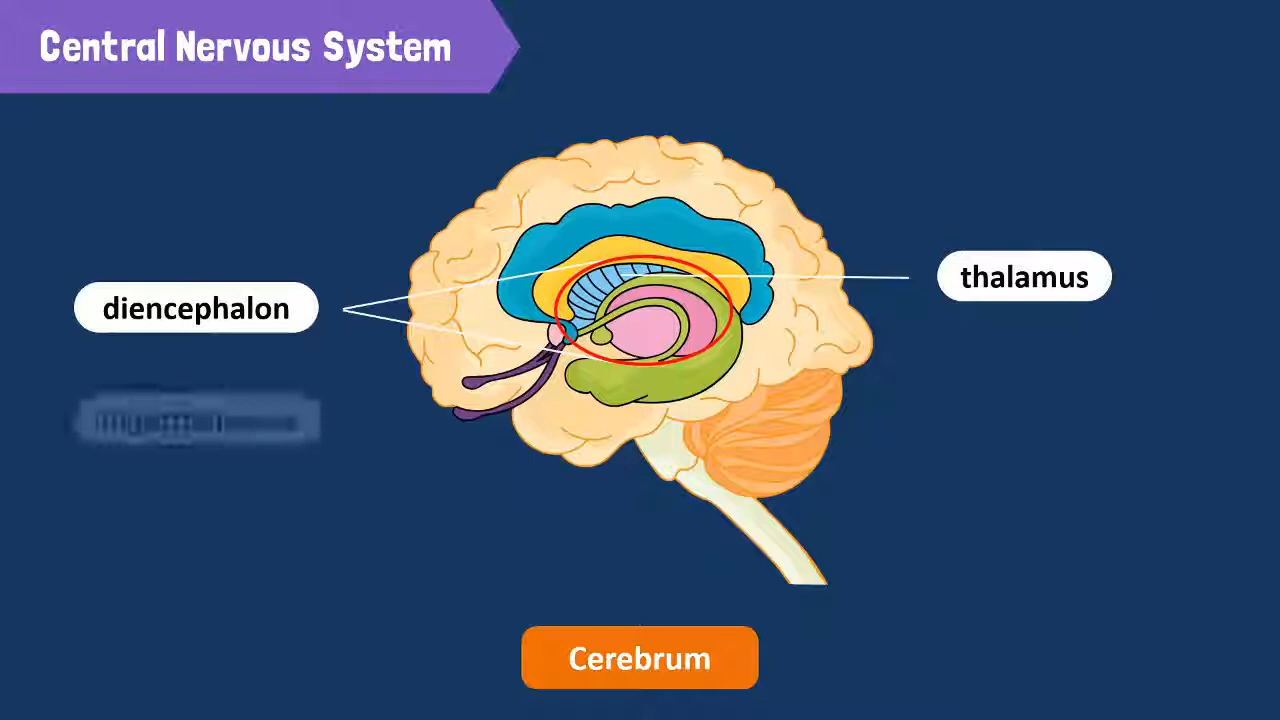 Central Nervous System
thalamus
diencephalon
Cerebrum